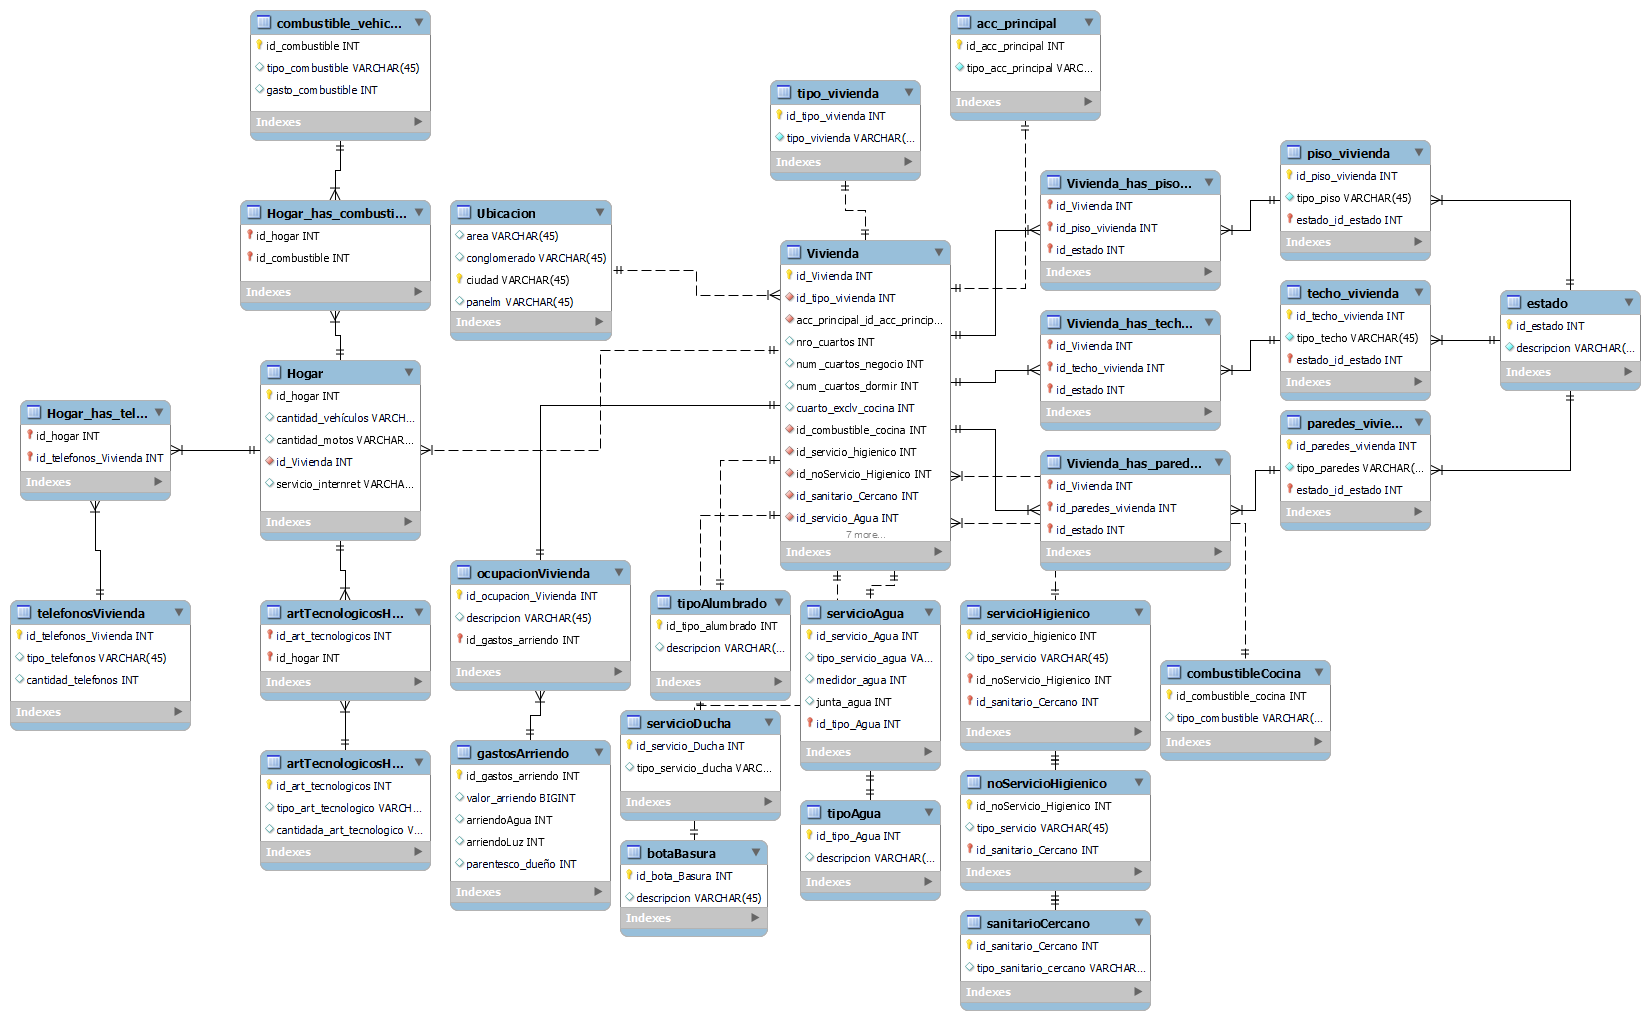 combustible_vehic...
id_combustible INT
tipo_combustible VARCHAR(45)
gasto_combustible INT
Indexes
acc_principal
id_acc_principal INT
tipo_acc_principal VARC...
Indexes
tipo_vivienda
id_tipo_vivienda INT
tipo_vivienda VARCHAR(...
Indexes
piso_vivienda
id_piso_vivienda INT
tipo_piso VARCHAR(45)
estado_id_estado INT
Indexes
Vivienda_has_piso...
id_Vivienda INT
id_piso_vivienda INT
id_estado INT
Indexes
Hogar_has_combusti...
id_hogar INT
id_combustible INT
Indexes
Ubicacion
area VARCHAR(45)
conglomerado VARCHAR(45)
ciudad VARCHAR(45)
panelm VARCHAR(45)
Indexes
Vivienda
id_Vivienda INT
id_tipo_vivienda INT
acc_principal_id_acc_princip...
nro_cuartos INT
num_cuartos_negocio INT
num_cuartos_dormir INT
cuarto_exclv_cocina INT
id_combustible_cocina INT
id_servicio_higienico INT
id_noServicio_Higienico INT
id_sanitario_Cercano INT
id_servicio_Agua INT
7 more...
Indexes
techo_vivienda
id_techo_vivienda INT
tipo_techo VARCHAR(45)
estado_id_estado INT
Indexes
estado
id_estado INT
descripcion VARCHAR(...
Indexes
Vivienda_has_tech...
id_Vivienda INT
id_techo_vivienda INT
id_estado INT
Indexes
Hogar
id_hogar INT
cantidad_vehículos VARCH...
cantidad_motos VARCHAR...
id_Vivienda INT
servicio_internret VARCHA...
Indexes
Hogar_has_tel...
id_hogar INT
id_telefonos_Vivienda INT
Indexes
paredes_vivie...
id_paredes_vivienda INT
tipo_paredes VARCHAR(...
estado_id_estado INT
Indexes
Vivienda_has_pared...
id_Vivienda INT
id_paredes_vivienda INT
id_estado INT
Indexes
telefonosVivienda
id_telefonos_Vivienda INT
tipo_telefonos VARCHAR(45)
cantidad_telefonos INT
Indexes
artTecnologicosH...
id_art_tecnologicos INT
id_hogar INT
Indexes
ocupacionVivienda
id_ocupacion_Vivienda INT
descripcion VARCHAR(45)
id_gastos_arriendo INT
Indexes
tipoAlumbrado
id_tipo_alumbrado INT
descripcion VARCHAR(...
Indexes
servicioAgua
id_servicio_Agua INT
tipo_servicio_agua VA...
medidor_agua INT
junta_agua INT
id_tipo_Agua INT
Indexes
servicioHigienico
id_servicio_higienico INT
tipo_servicio VARCHAR(45)
id_noServicio_Higienico INT
id_sanitario_Cercano INT
Indexes
combustibleCocina
id_combustible_cocina INT
tipo_combustible VARCHAR(...
Indexes
servicioDucha
id_servicio_Ducha INT
tipo_servicio_ducha VARC...
Indexes
artTecnologicosH...
id_art_tecnologicos INT
tipo_art_tecnologico VARCH...
cantidada_art_tecnologico V...
Indexes
gastosArriendo
id_gastos_arriendo INT
valor_arriendo BIGINT
arriendoAgua INT
arriendoLuz INT
parentesco_dueño INT
Indexes
noServicioHigienico
id_noServicio_Higienico INT
tipo_servicio VARCHAR(45)
id_sanitario_Cercano INT
Indexes
tipoAgua
id_tipo_Agua INT
descripcion VARCHAR(...
Indexes
botaBasura
id_bota_Basura INT
descripcion VARCHAR(45)
Indexes
sanitarioCercano
id_sanitario_Cercano INT
tipo_sanitario_cercano VARCHAR...
Indexes